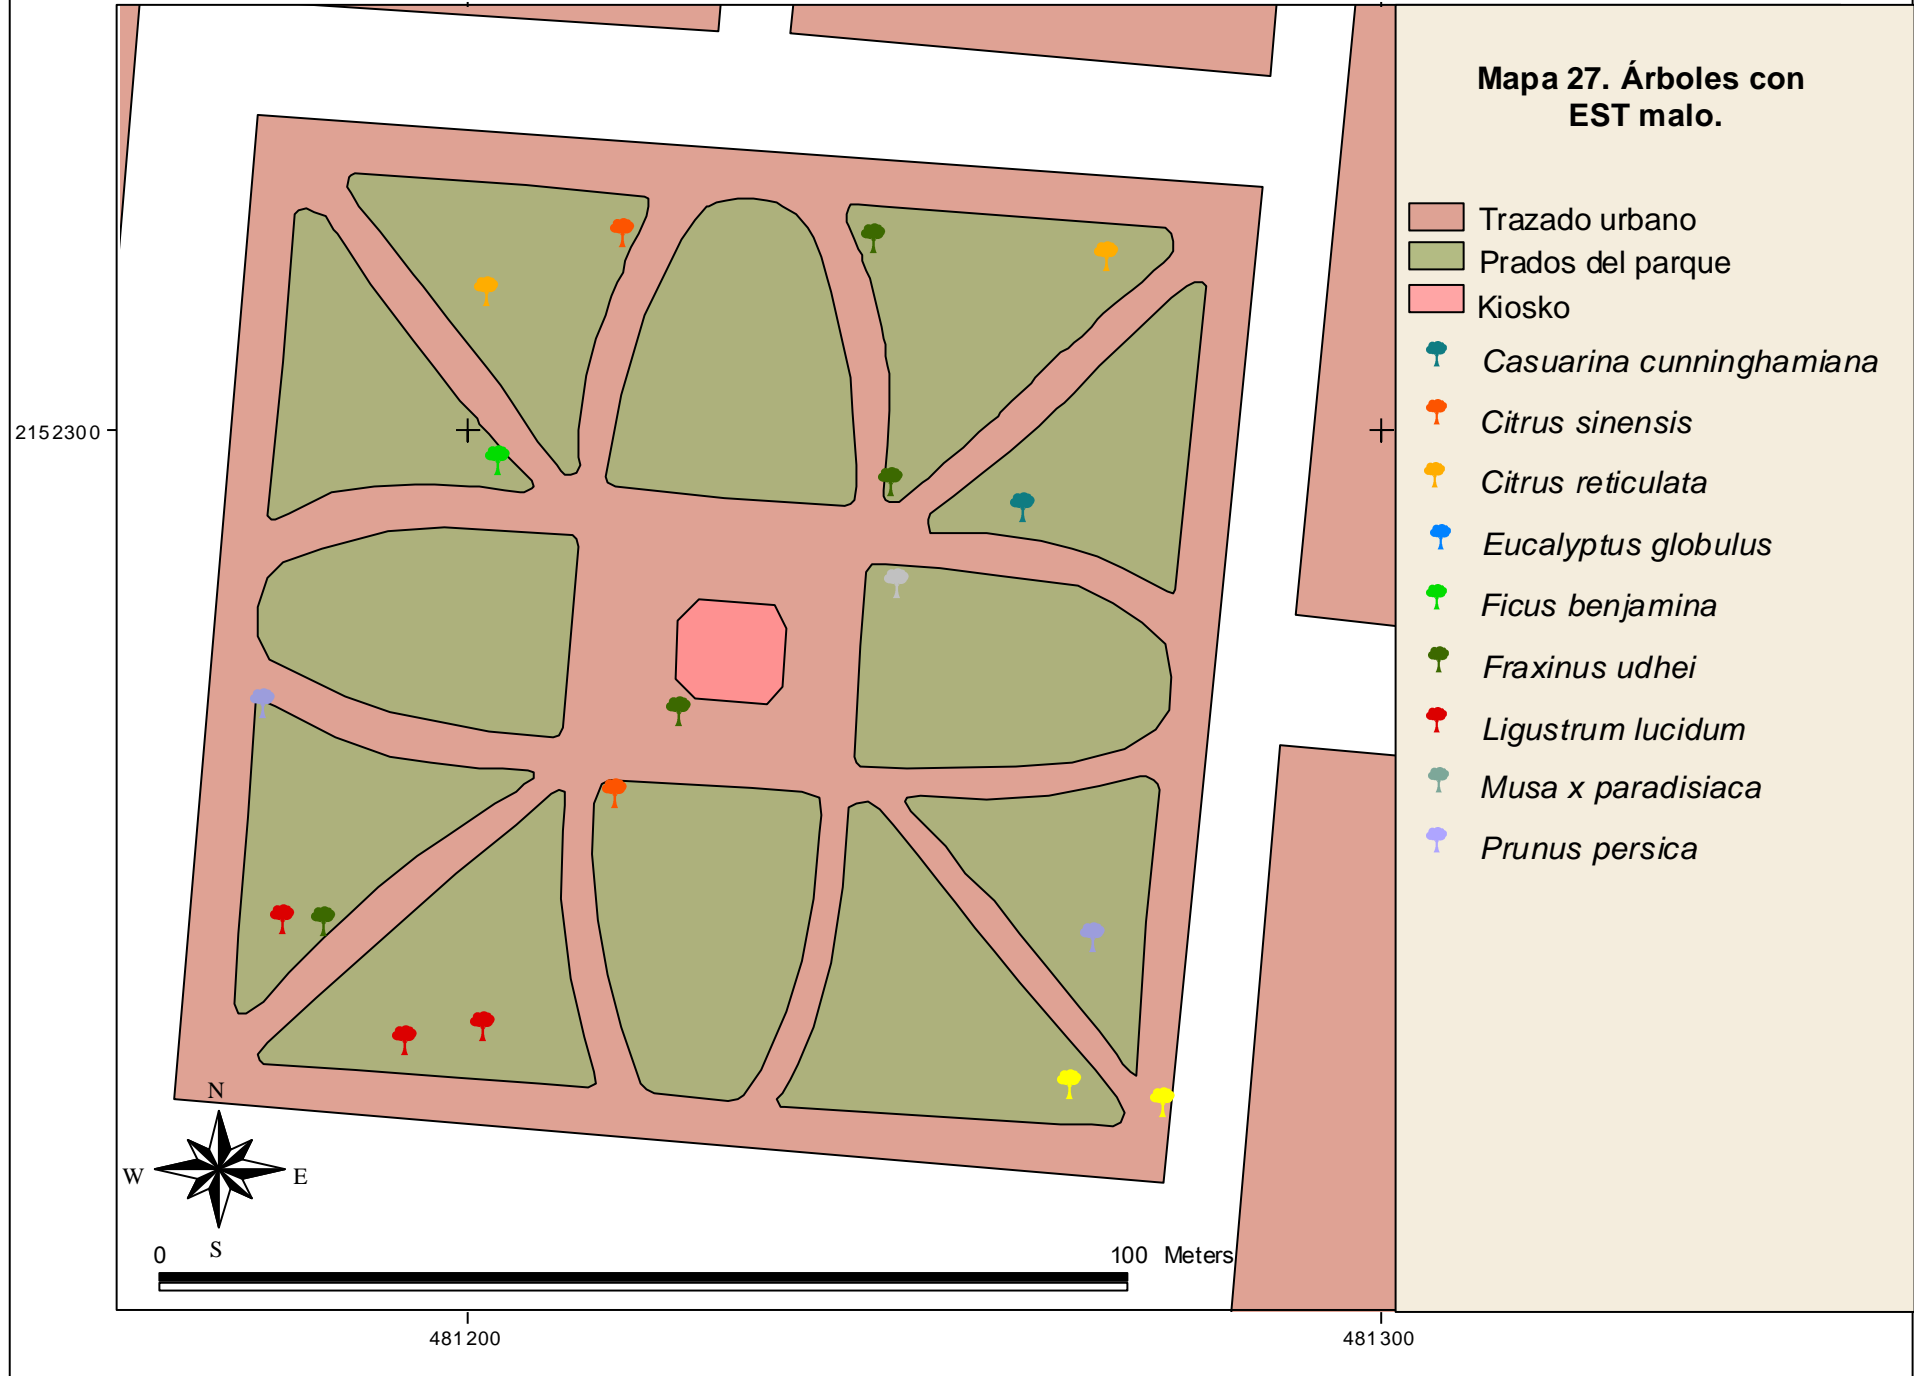 Mapa 27. Árboles con
EST malo.
Trazado urbano
Prados del parque
Kiosko
Casuarina cunninghamiana
Citrus sinensis
Citrus reticulata
Eucalyptus globulus
Ficus benjamina
Fraxinus udhei
Ligustrum lucidum
Musa x paradisiaca
Prunus persica
2152300
N
W E
S
0 100 Meters
481200 481300